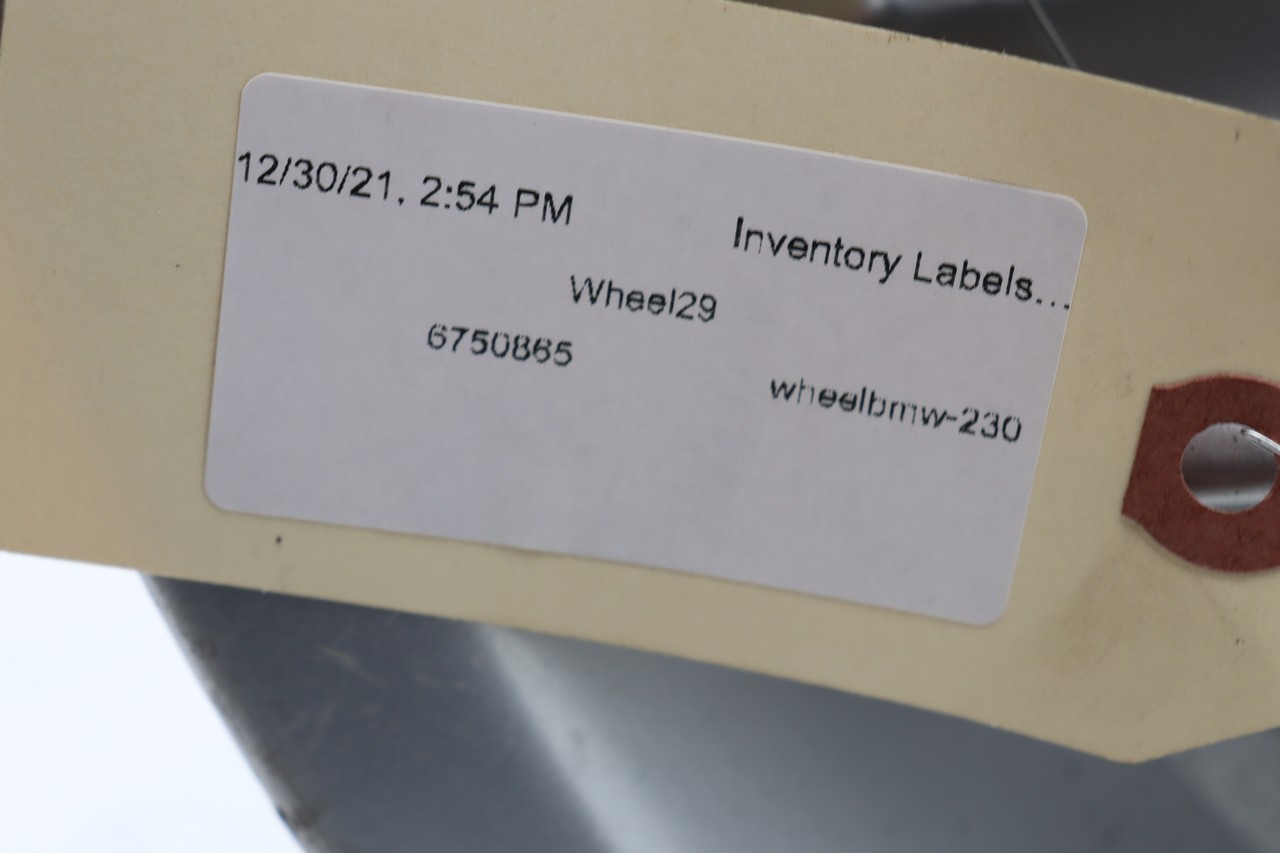 12/30/21, 2:54 PM Inventory Labels...
Wheel29
6750865
wheelbmw-230